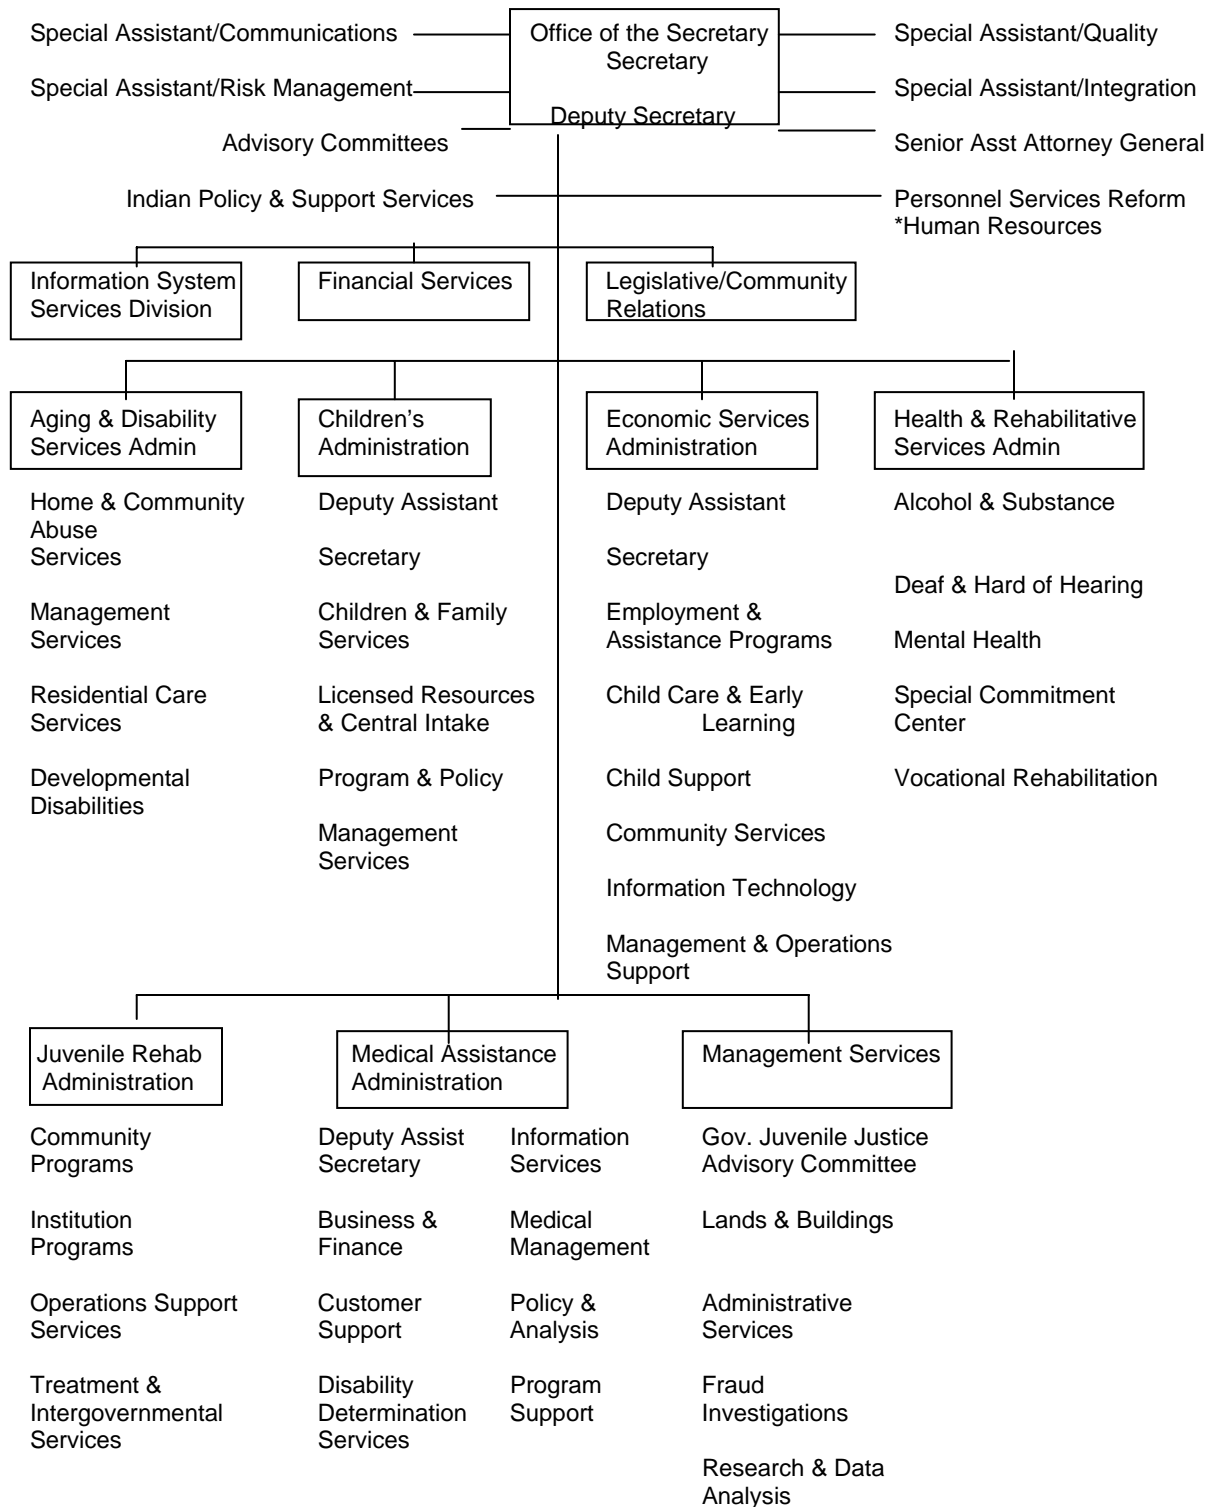 Special Assistant/Communications
Office of the Secretary
Secretary
Deputy Secretary
Special Assistant/Quality
Special Assistant/Risk Management
Special Assistant/Integration
Advisory Committees
Senior Asst Attorney General
Indian Policy & Support Services
Personnel Services Reform
*Human Resources
Information System
Services Division
Financial Services
Legislative/Community
Relations
Aging & Disability
Services Admin
Home & Community
Abuse
Services
Management
Services
Residential Care
Services
Developmental
Disabilities
Children's
Administration
Deputy Assistant
Secretary
Children & Family
Services
Licensed Resources
& Central Intake
Program & Policy
Management
Services
Economic Services
Administration
Deputy Assistant
Secretary
Employment &
Assistance Programs
Child Care & Early
Learning
Child Support
Community Services
Information Technology
Management & Operations
Support
Health & Rehabilitative
Services Admin
Alcohol & Substance
Deaf & Hard of Hearing
Mental Health
Special Commitment
Center
Vocational Rehabilitation
Juvenile Rehab
Administration
Community
Programs
Institution
Programs
Operations Support
Services
Treatment &
Intergovernmental
Services
Medical Assistance
Administration
Deputy Assist
Secretary
Business &
Finance
Customer
Support
Disability
Determination
Services
Information
Services
Medical
Management
Policy &
Analysis
Program
Support
Management Services
Gov. Juvenile Justice
Advisory Committee
Lands & Buildings
Administrative
Services
Fraud
Investigations
Research & Data
Analysis